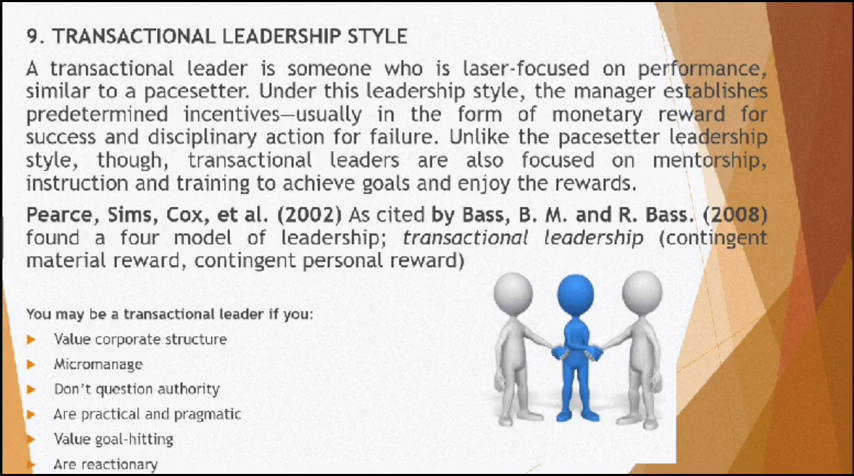 9. TRANSACTIONAL LEADERSHIP STYLE
A transactional leader is someone who is laser-focused on performance,
similar to a pacesetter. Under this leadership style, the manager establishes
predetermined incentives—usually in the form of monetary reward for
success and disciplinary action for failure. Unlike the pacesetter leadership
style, though, transactional leaders are also focused on mentorship,
instruction and training to achieve goals and enjoy the rewards.
Pearce, Sims, Cox, et al. (2002) As cited by Bass, B. M. and R. Bass. (2008)
found a four model of leadership; transactional leadership (contingent
material reward, contingent personal reward)
You may be a transactional leader if you:
Value corporate structure
Micromanage
Don't question authority
Are practical and pragmatic
Value goal-hitting
Are reactionary